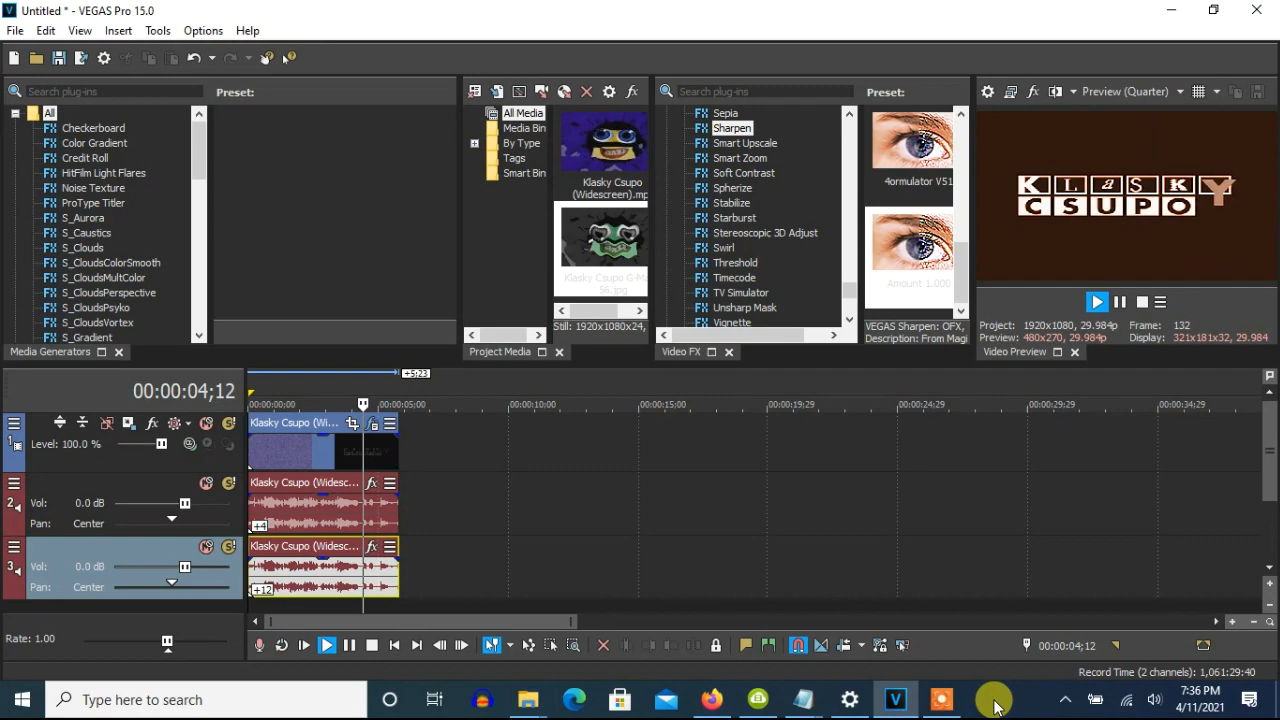 Untitled * - VEGAS Pro 15.0
File Edit View Insert Tools Options Help
Search plug-ins
Preset:
All
Checkerboard
Color Gradient
Credit Roll
HitFilm Light Flares
Noise Texture
ProType Titler
S_Aurora
S_Caustics
S_Clouds
S_CloudsColorSmooth
S_CloudsMultColor
S_CloudsPerspective
S_CloudsPsyko
S_CloudsVortex
S_Gradient
Media Generators
All Media
Media Bin
By Type
Tags
Smart Bin
Klasky Csupo
(Widescreen).mp
Klasky Csupo G-Ma
56.jpg
Still: 1920x1080x24,
Project Media
Search plug-ins
Preset:
Sepia
Sharpen
Smart Upscale
Smart Zoom
Soft Contrast
Spherize
Stabilize
Starburst
Stereoscopic 3D Adjust
Swirl
Threshold
Timecode
TV Simulator
Unsharp Mask
Vignette
4ormulator V51
Amount 1.000
VEGAS Sharpen: OFX,
Description: From Magi
Video FX
Preview (Quarter)
KLaSKY
CSUPO
Project: 1920x1080, 29.984p Frame: 132
Preview: 480x270, 29.984p Display: 321x181x32, 29.984
Video Preview
00:00:04;12
+5;23
00:00:00;00 00:00:05;00 00:00:10;00 00:00:15;00 00:00:19;29 00:00:24;29 00:00:29;29 00:00:34;29
1
Level: 100.0 %
Klasky Csupo (Wi...
2
Vol: 0.0 dB
Pan: Center
Klasky Csupo (Widesc...
+4
3
Vol: 0.0 dB
Pan: Center
Klasky Csupo (Widesc...
+12
Rate: 1.00
00:00:04;12
Record Time (2 channels): 1,061:29:40
Type here to search
7:36 PM
4/11/2021